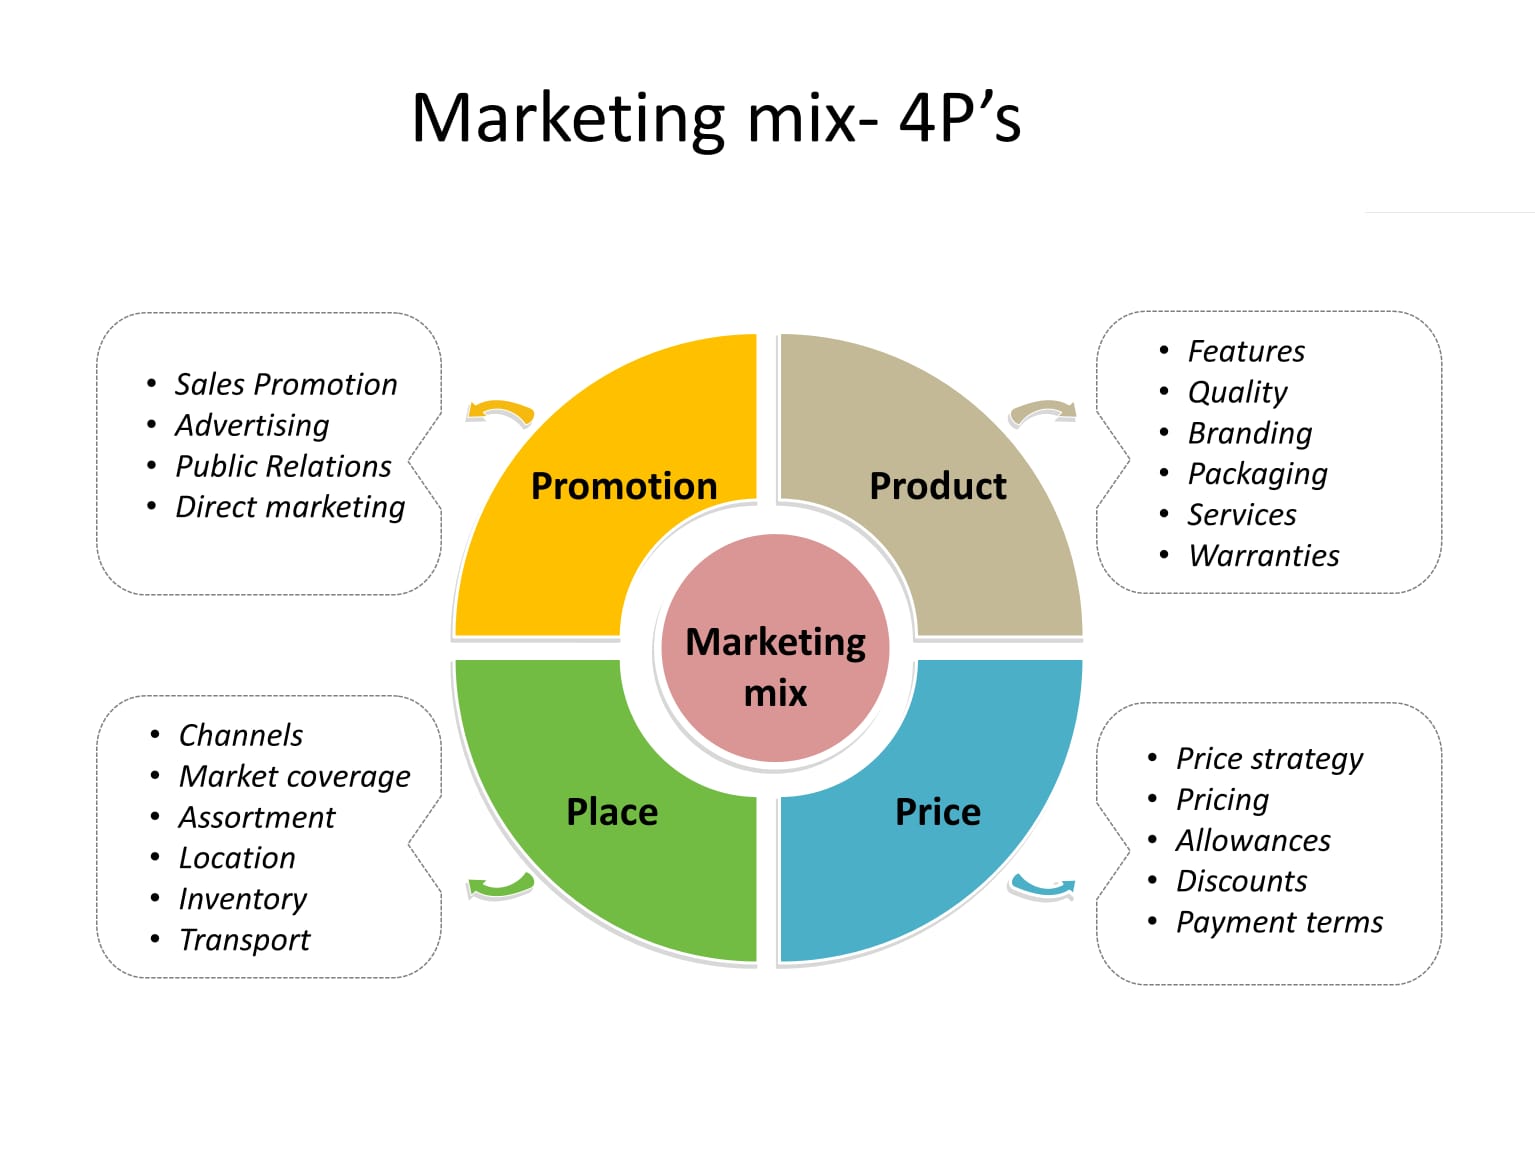 Marketing mix- 4P’s
• Sales Promotion
• Advertising
• Public Relations
• Direct marketing
Promotion
Product
• Features
• Quality
• Branding
• Packaging
• Services
• Warranties
Marketing
mix
• Channels
• Market coverage
• Assortment
• Location
• Inventory
• Transport
Place
Price
• Price strategy
• Pricing
• Allowances
• Discounts
• Payment terms